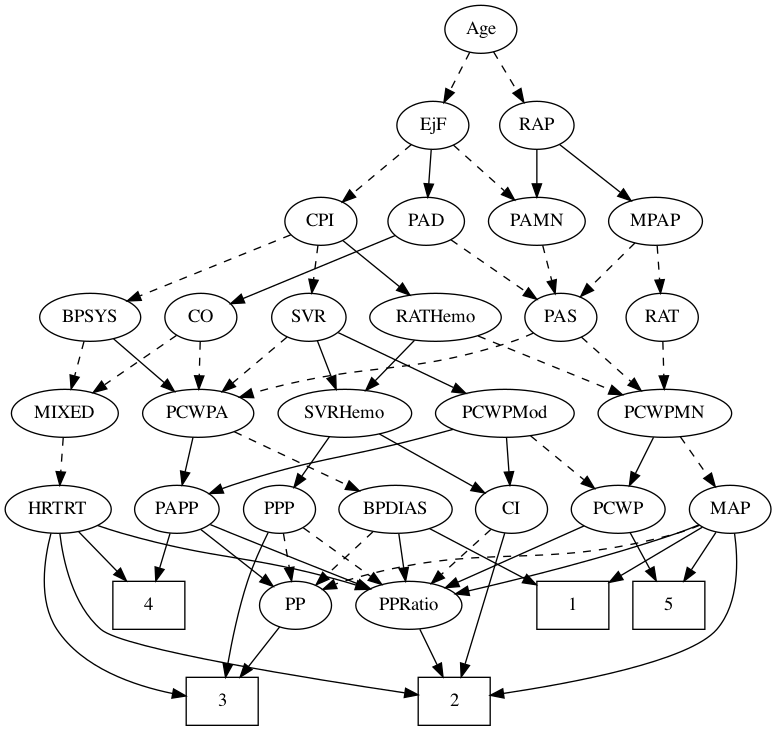 Age
EjF RAP
CPI PAD PAMN MPAP
BPSYS CO SVR RATHemo PAS RAT
MIXED PCWPA SVRHemo PCWPMod PCWPMN
HRTRT PAPP PPP BPDIAS CI PCWP MAP
4 PP PPRatio 1 5
3 2